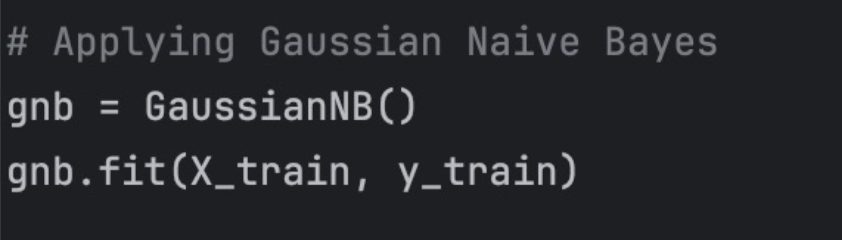 # Applying Gaussian Naive Bayes
gnb = GaussianNB()
gnb.fit(X_train, y_train)